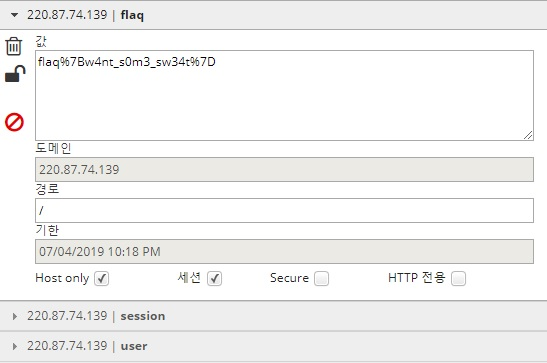 220.87.74.139 | flaq
값
flaq%7Bw4nt_s0m3_sw34t%7D
도메인
220.87.74.139
경로
/
기한
07/04/2019 10:18 PM
Host only 세션 Secure HTTP 전용
220.87.74.139 | session
220.87.74.139 | user